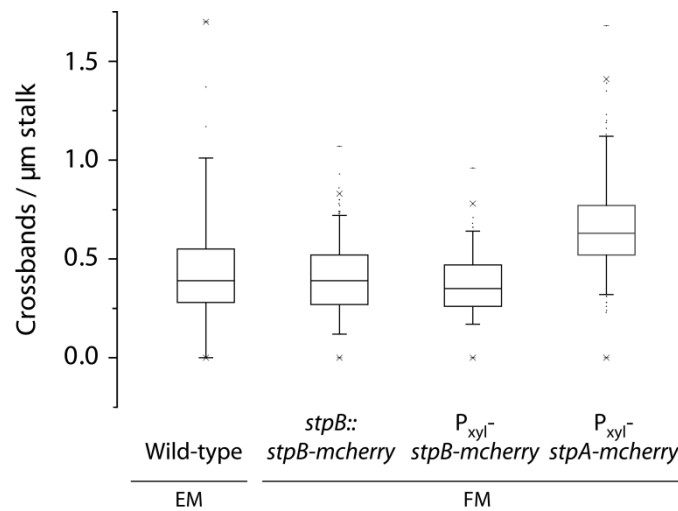 Crossbands / µm stalk
1.5
1.0
0.5
0.0
Wild-type
stpB::
stpB-mcherry
Pxyl-
stpB-mcherry
Pxyl-
stpA-mcherry
EM
FM